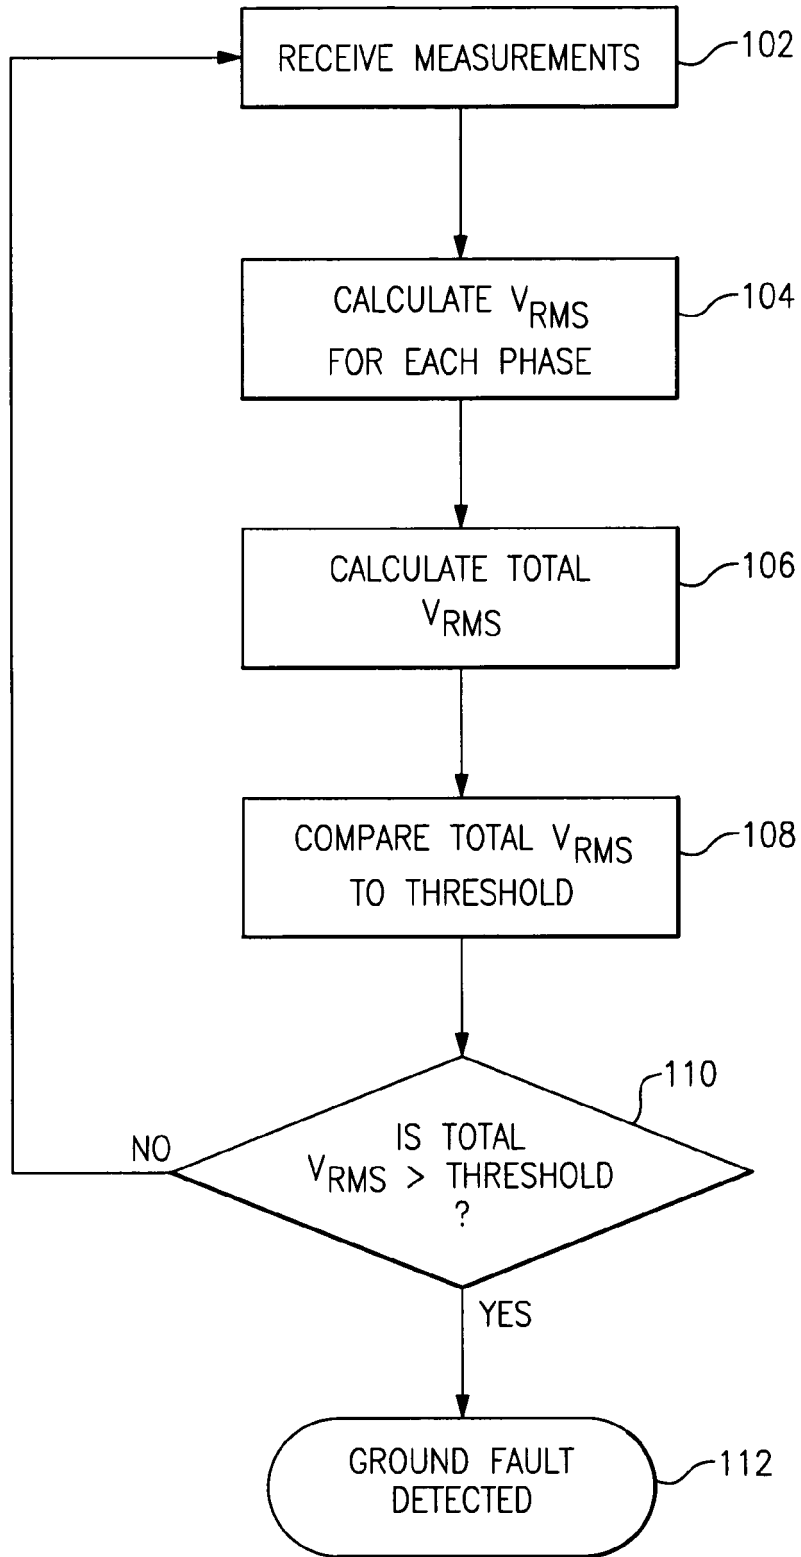 RECEIVE MEASUREMENTS
102
CALCULATE VRMS
FOR EACH PHASE
104
CALCULATE TOTAL
VRMS
106
COMPARE TOTAL VRMS
TO THRESHOLD
108
110
NO
IS TOTAL
VRMS > THRESHOLD
?
YES
GROUND FAULT
DETECTED
112